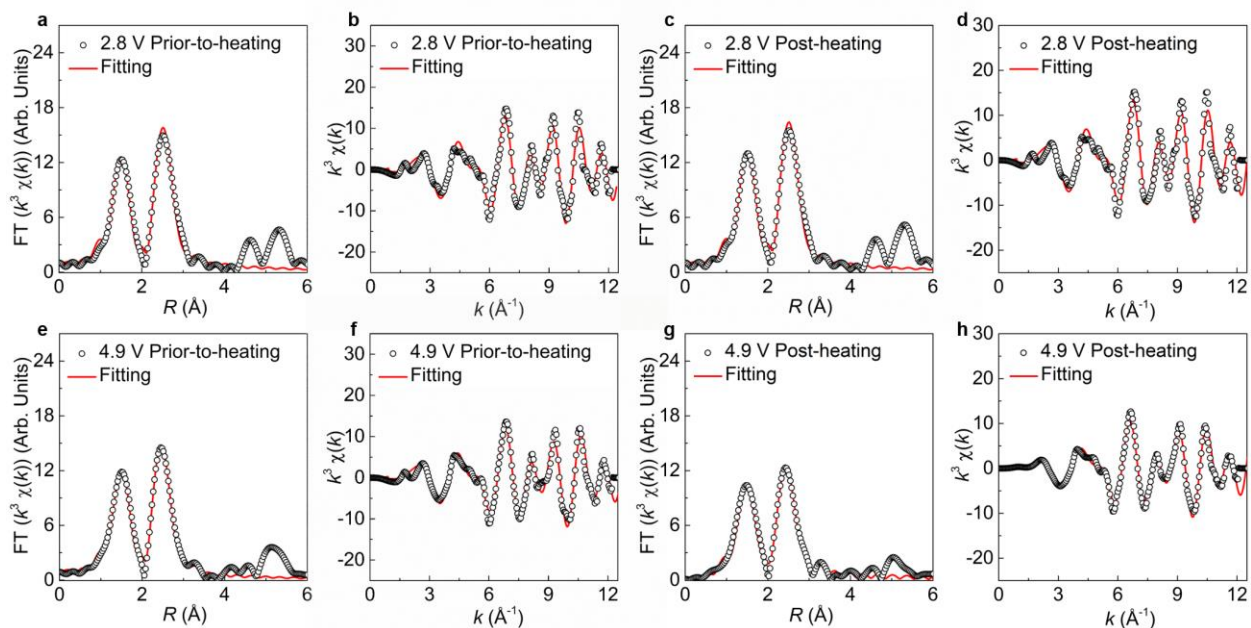 a
2.8 V Prior-to-heating
Fitting
FT (k³ χ(k)) (Arb. Units)
27
18
15
12
6
0
0 2 4 6
R (Å)
b
2.8 V Prior-to-heating
Fitting
k³ χ(k)
30
20
10
0
-10
-20
0 3 6 9 12
k (Å⁻¹)
c
2.8 V Post-heating
Fitting
FT (k³ χ(k)) (Arb. Units)
24
18
12
6
0
0 2 4 6
R (Å)
d
2.8 V Post-heating
Fitting
k³ χ(k)
30
20
10
0
-10
-20
0 3 6 9 12
k (Å⁻¹)
e
4.9 V Prior-to-heating
Fitting
FT (k³ χ(k)) (Arb. Units)
24
18
12
6
0
0 2 4 6
R (Å)
f
4.9 V Prior-to-heating
Fitting
k³ χ(k)
30
20
10
0
-10
-20
0 3 6 9 12
k (Å⁻¹)
g
4.9 V Post-heating
Fitting
FT (k³ χ(k)) (Arb. Units)
24
18
12
6
0
0 2 4 6
R (Å)
h
4.9 V Post-heating
Fitting
k³ χ(k)
30
20
10
0
-10
-20
0 3 6 9 12
k (Å⁻¹)